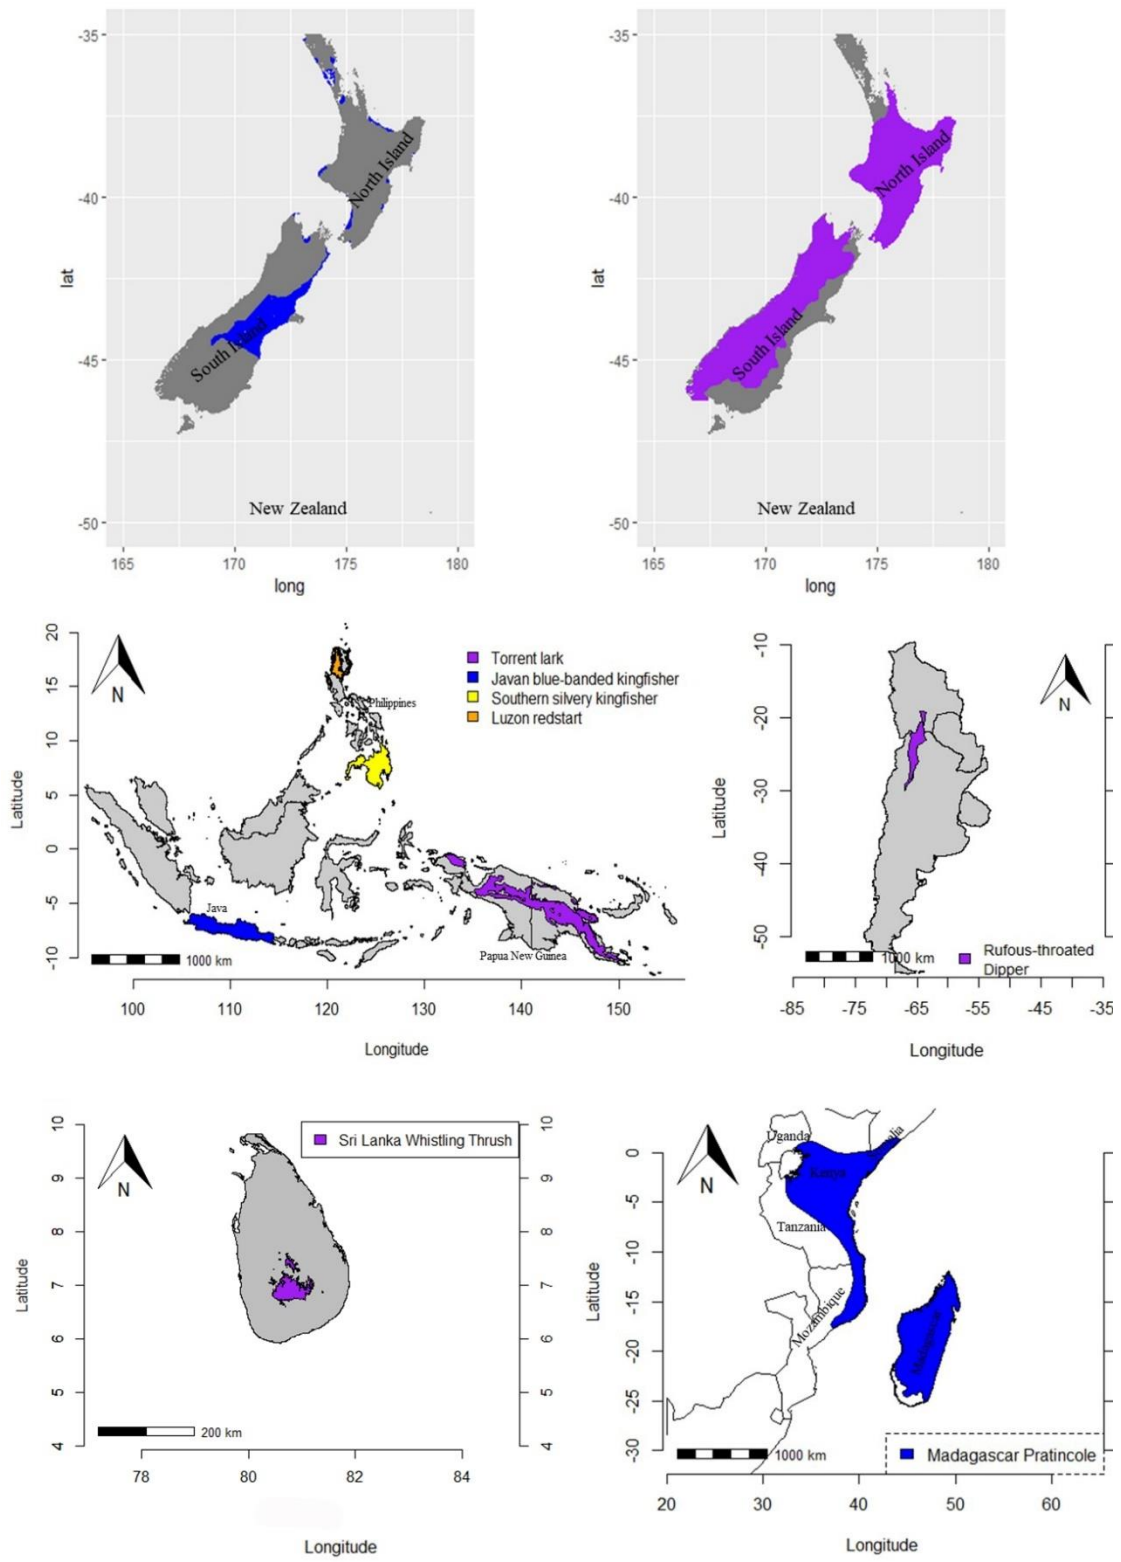 -35
-40
-45
-50
lat
North Island
South Island
New Zealand
165
170
175
180
long
-35
-40
-45
-50
lat
North Island
South Island
New Zealand
165
170
175
180
long
20
15
10
5
0
-5
-10
Latitude
N
Torrent lark
Javan blue-banded kingfisher
Southern silvery kingfisher
Luzon redstart
Philippines
Java
Papua New Guinea
1000 km
100
110
120
130
140
150
Longitude
-10
-20
-30
-40
-50
Latitude
N
1000 km
Rufous-throated
Dipper
-85
-75
-65
-55
-45
-35
Longitude
10
9
8
7
6
5
4
Latitude
N
Sri Lanka Whistling Thrush
10
9
8
7
6
5
4
200 km
78
80
82
84
Longitude
0
-5
-10
-15
-20
-25
-30
Latitude
N
Uganda
Kenya
Tanzania
Mozambique
Madagascar
1000 km
Madagascar Pratincole
20
30
40
50
60
Longitude